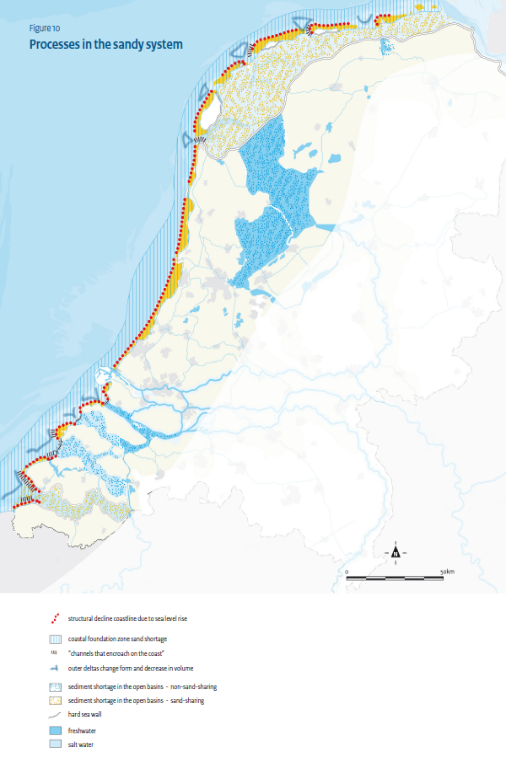 Figure 10
Processes in the sandy system
N
0 50km
structural decline coastline due to sea level rise
coastal foundation zone sand shortage
"channels that encroach on the coast"
outer deltas change form and decrease in volume
sediment shortage in the open basins - non-sand-sharing
sediment shortage in the open basins - sand-sharing
hard sea wall
freshwater
salt water